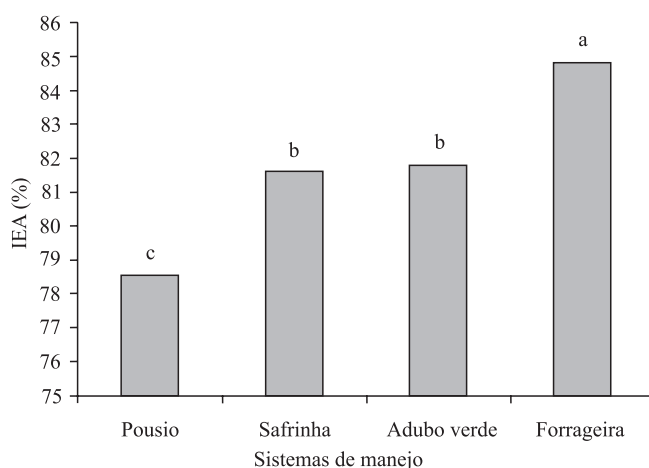 86
85
84
83
82
81
80
79
78
77
76
75
IEA (%)
c
b
b
a
Pousio Safrinha Adubo verde Forrageira
Sistemas de manejo